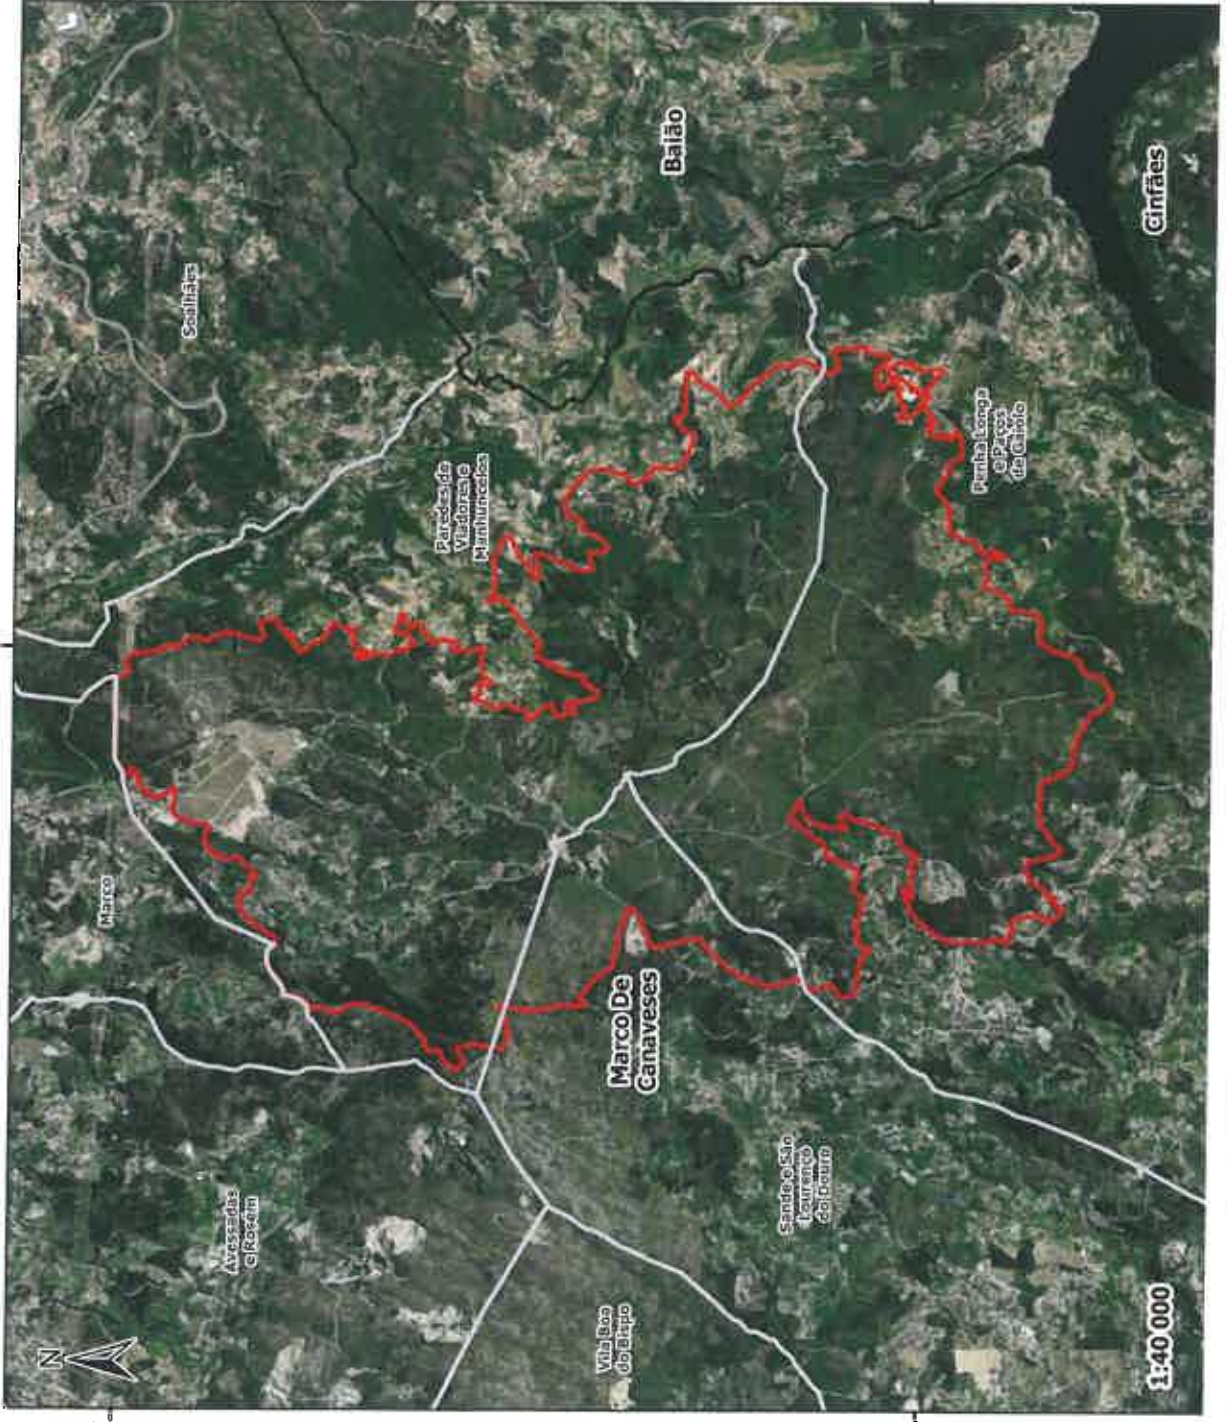 N
Marco
Soalhães
Avessadas
e Rosém
Paredes de
Viadores e
Manhuncelos
Vila Boa
do Bispo
Marco De
Canaveses
Baião
Sande e São
Lourenço
do Douro
Penha Longa
e Paços
de Gaiolo
Cinfães
1:40 000